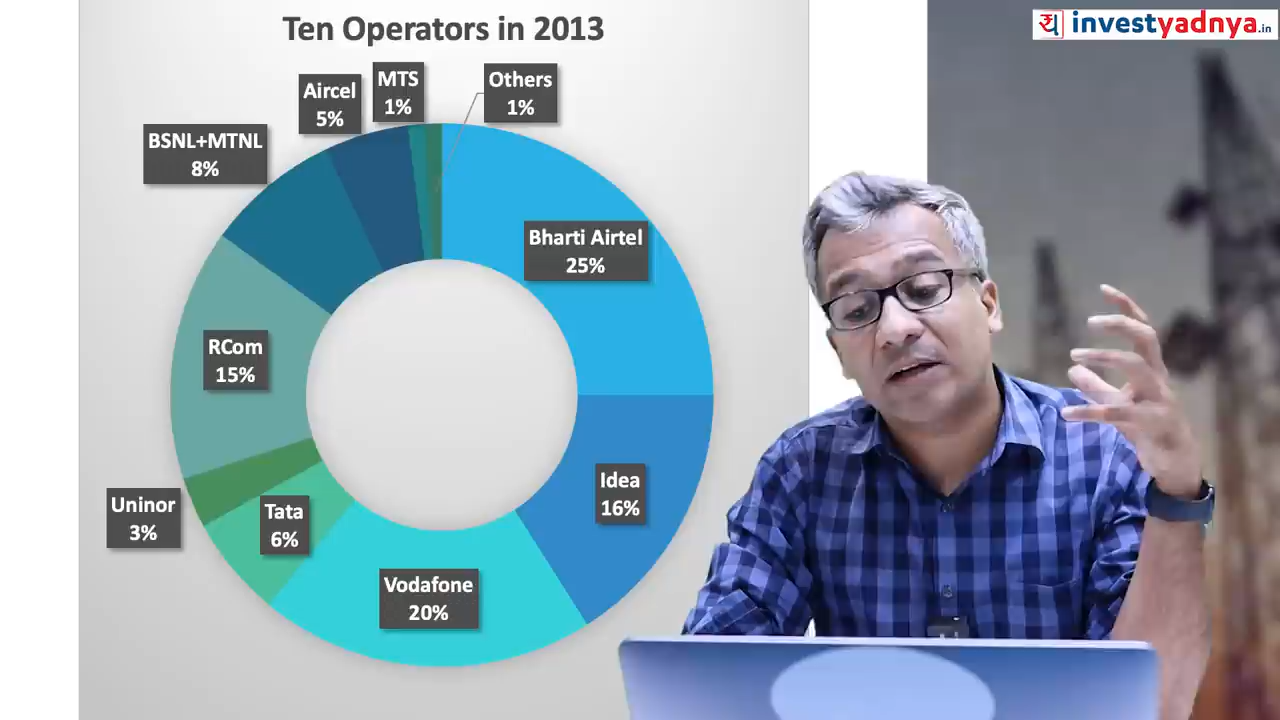 Ten Operators in 2013
य
investyadnya.in
MTS
1%
Others
1%
Aircel
5%
BSNL+MTNL
8%
Bharti Airtel
25%
RCom
15%
Idea
16%
Uninor
3%
Tata
6%
Vodafone
20%